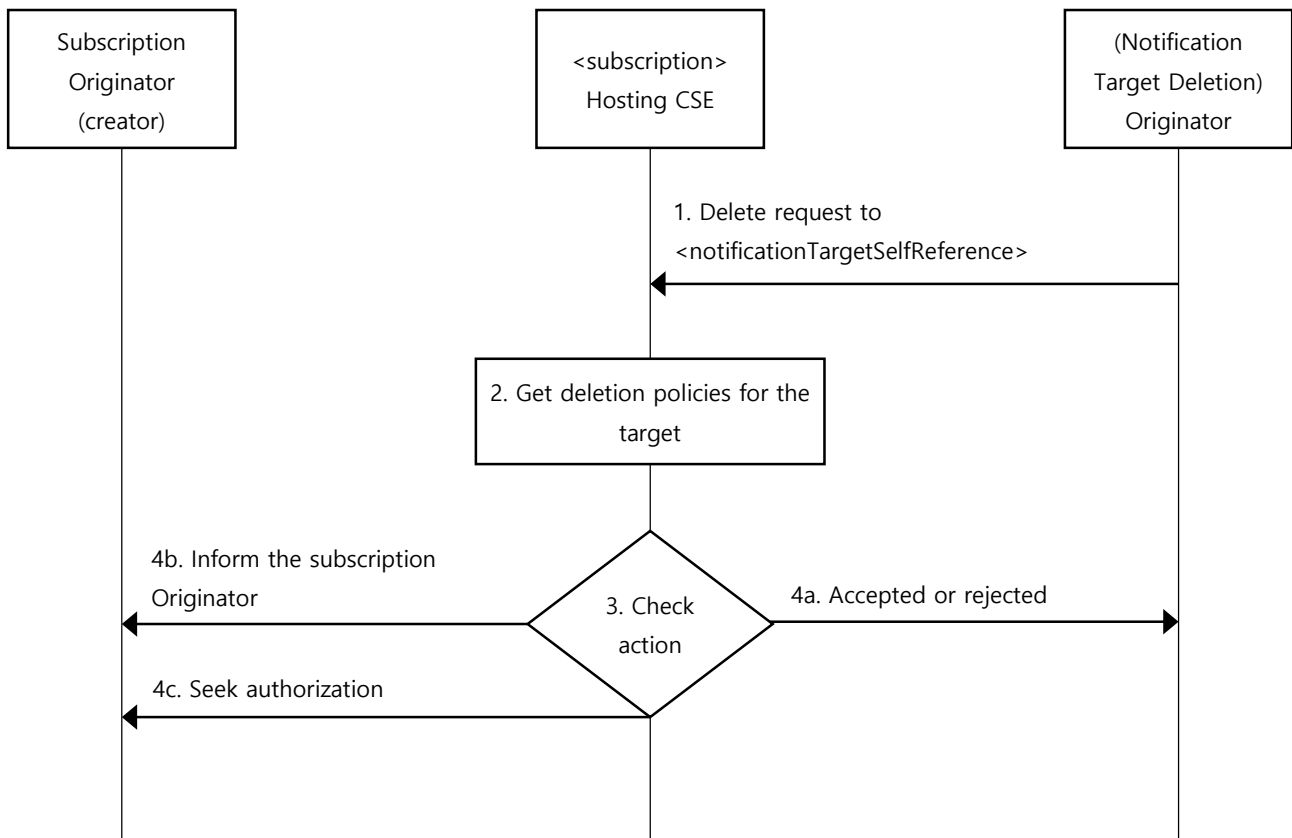 Subscription
Originator
(creator)
<subscription>
Hosting CSE
(Notification
Target Deletion)
Originator
1. Delete request to
<notificationTargetSelfReference>
2. Get deletion policies for the
target
4b. Inform the subscription
Originator
3. Check
action
4a. Accepted or rejected
4c. Seek authorization